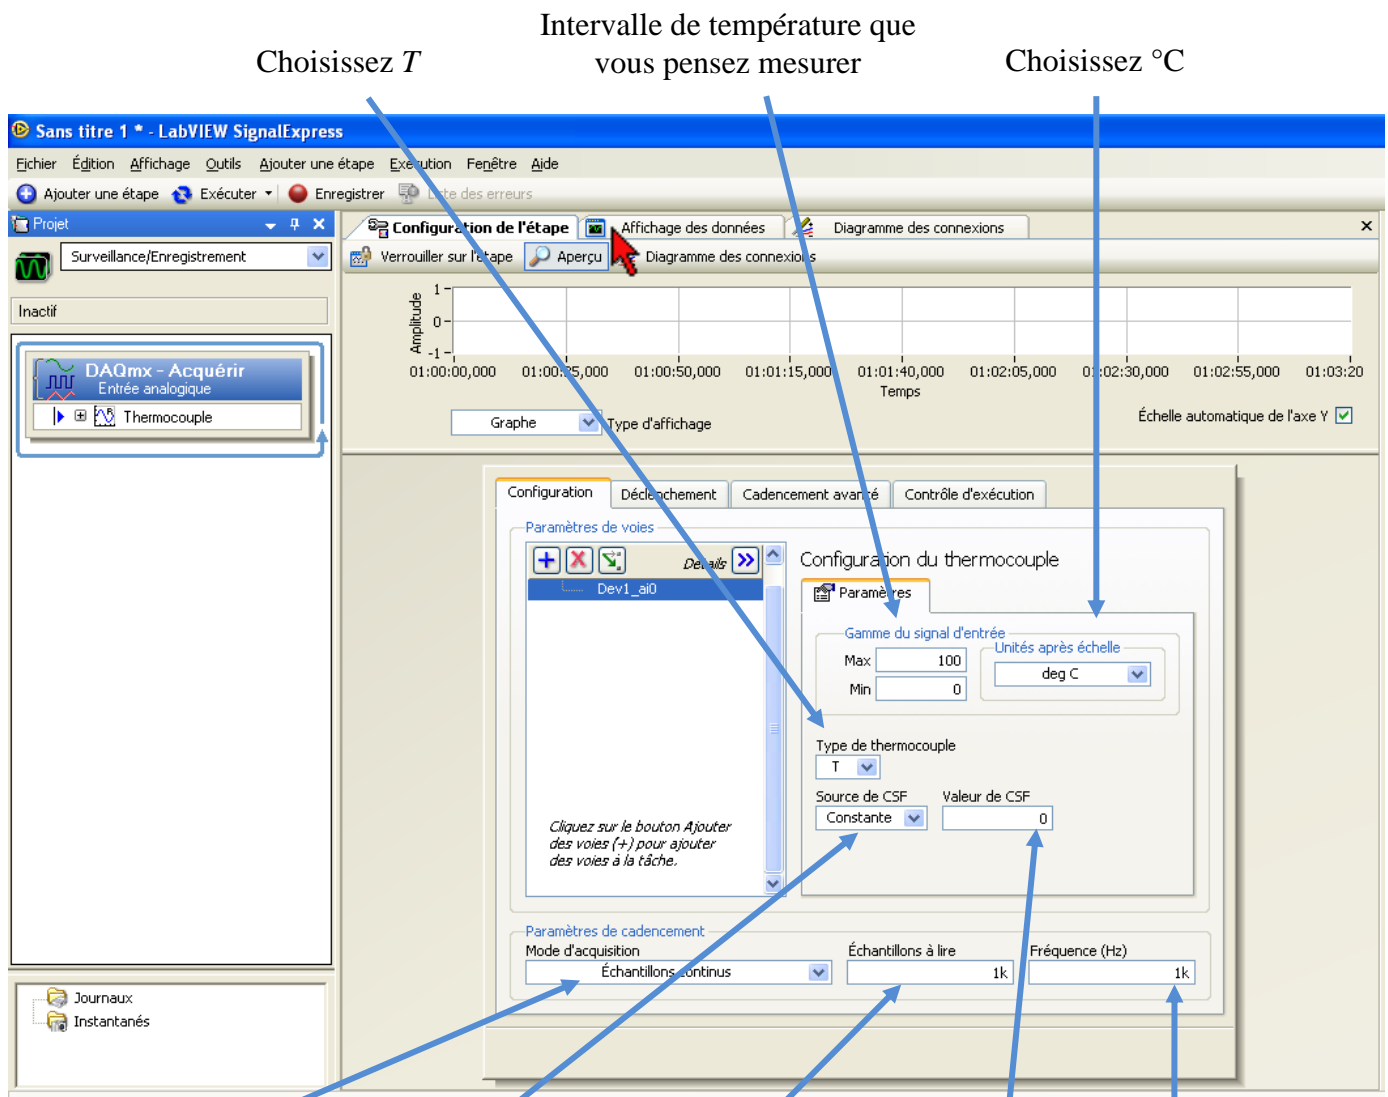 Intervalle de température que
vous pensez mesurer
Choisissez T
Choisissez °C
Sans titre 1 * - LabVIEW SignalExpress
Fichier Édition Affichage Outils Ajouter une étape Exécution Fenêtre Aide
Ajouter une étape Exécuter Enregistrer Liste des erreurs
Projet
Configuration de l'étape Affichage des données Diagramme des connexions
Surveillance/Enregistrement
Verrouiller sur l'étape Aperçu Diagramme des connexions
Inactif
Amplitude
1
0
-1
01:00:00,000 01:00:25,000 01:00:50,000 01:01:15,000 01:01:40,000 01:02:05,000 01:02:30,000 01:02:55,000 01:03:20
Temps
DAQmx - Acquérir
Entrée analogique
Thermocouple
Graphe Type d'affichage
Échelle automatique de l'axe Y
Configuration Déclenchement Cadencement avancé Contrôle d'exécution
Paramètres de voies
Détails
Dev1_ai0
Cliquez sur le bouton Ajouter
des voies (+) pour ajouter
des voies à la tâche.
Configuration du thermocouple
Paramètres
Gamme du signal d'entrée
Max 100
Min 0
Unités après échelle
deg C
Type de thermocouple
T
Source de CSF Valeur de CSF
Constante 0
Paramètres de cadencement
Mode d'acquisition Échantillons à lire Fréquence (Hz)
Échantillons continus 1k 1k
Journaux
Instantanés